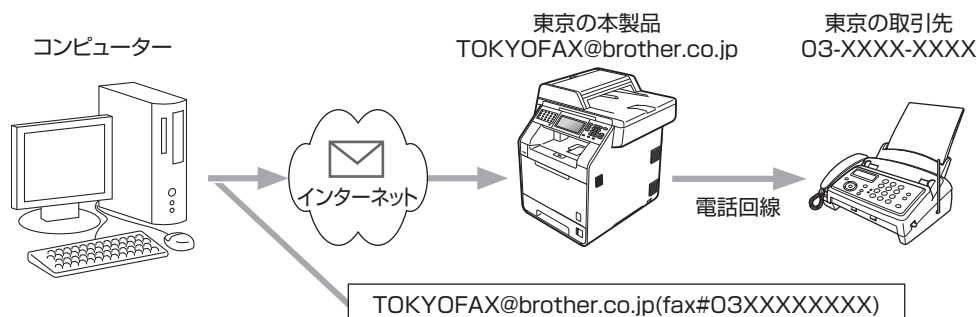 コンピューター
東京の本製品
TOKYOFAX@brother.co.jp
東京の取引先
03-XXXX-XXXX
インターネット
電話回線
TOKYOFAX@brother.co.jp(fax#03XXXXXXXX)